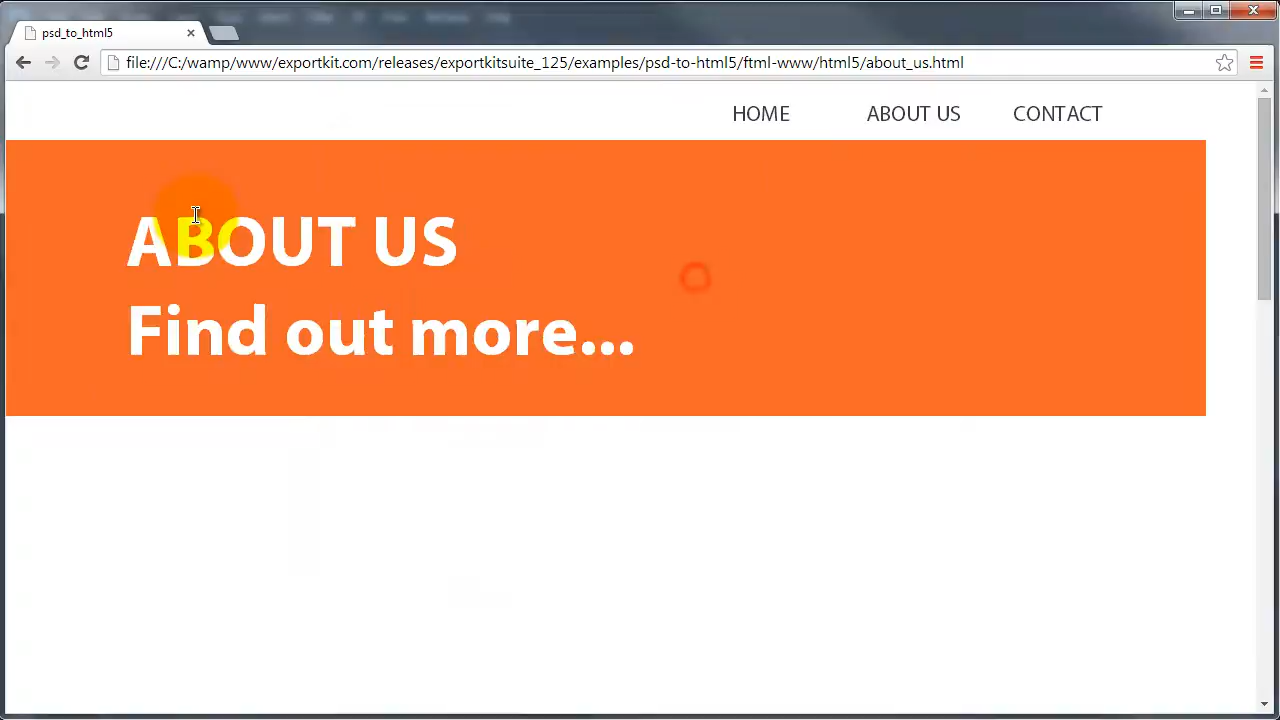 psd_to_html5
file:///C:/wamp/www/exportkit.com/releases/exportkitsuite_125/examples/psd-to-html5/ftml-www/html5/about_us.html
HOME ABOUT US CONTACT
ABOUT US
Find out more...